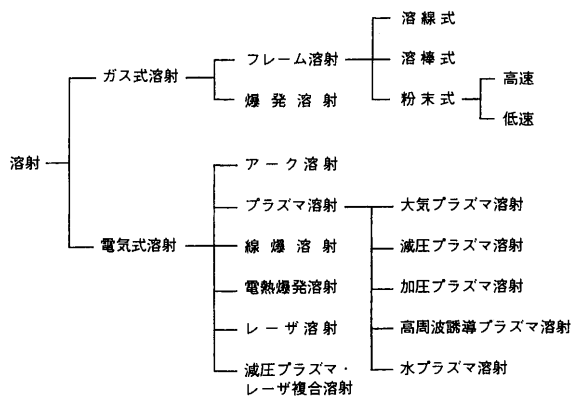 溶射
ガス式溶射
フレーム溶射
溶線式
溶棒式
粉末式
高速
低速
爆発溶射
電気式溶射
アーク溶射
プラズマ溶射
大気プラズマ溶射
減圧プラズマ溶射
加圧プラズマ溶射
高周波誘導プラズマ溶射
水プラズマ溶射
線爆溶射
電熱爆発溶射
レーザ溶射
減圧プラズマ・
レーザ複合溶射